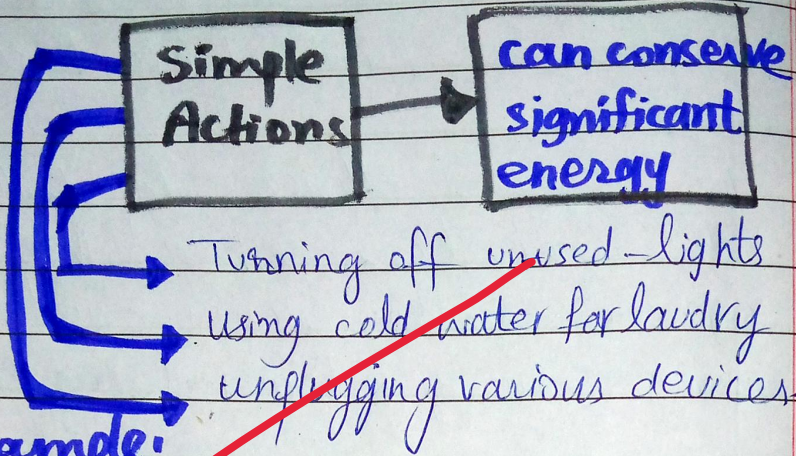 Simple
Actions
can conserve
significant
energy
Turning off unused lights
using cold water for laudry
unplugging various devices